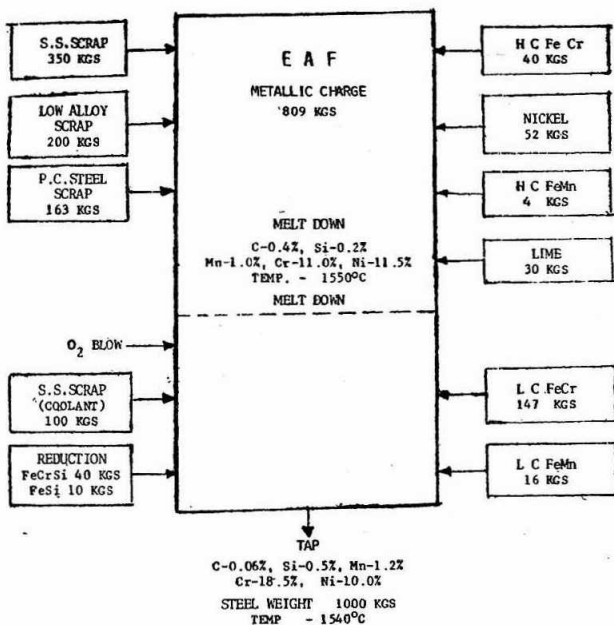 S.S.SCRAP
350 KGS
LOW ALLOY
SCRAP
200 KGS
P.C.STEEL
SCRAP
163 KGS
O₂ BLOW
S.S.SCRAP
(COOLANT)
100 KGS
REDUCTION
FeCrSi 40 KGS
FeSi 10 KGS
E A F
METALLIC CHARGE
809 KGS
MELT DOWN
C-0.4%, Si-0.2%
Mn-1.0%, Cr-11.0%, Ni-11.5%
TEMP. - 1550°C
MELT DOWN
H C Fe Cr
40 KGS
NICKEL
52 KGS
H C FeMn
4 KGS
LIME
30 KGS
L C FeCr
147 KGS
L C FeMn
16 KGS
TAP
C-0.06%, Si-0.5%, Mn-1.2%
Cr-18.5%, Ni-10.0%
STEEL WEIGHT 1000 KGS
TEMP - 1540°C